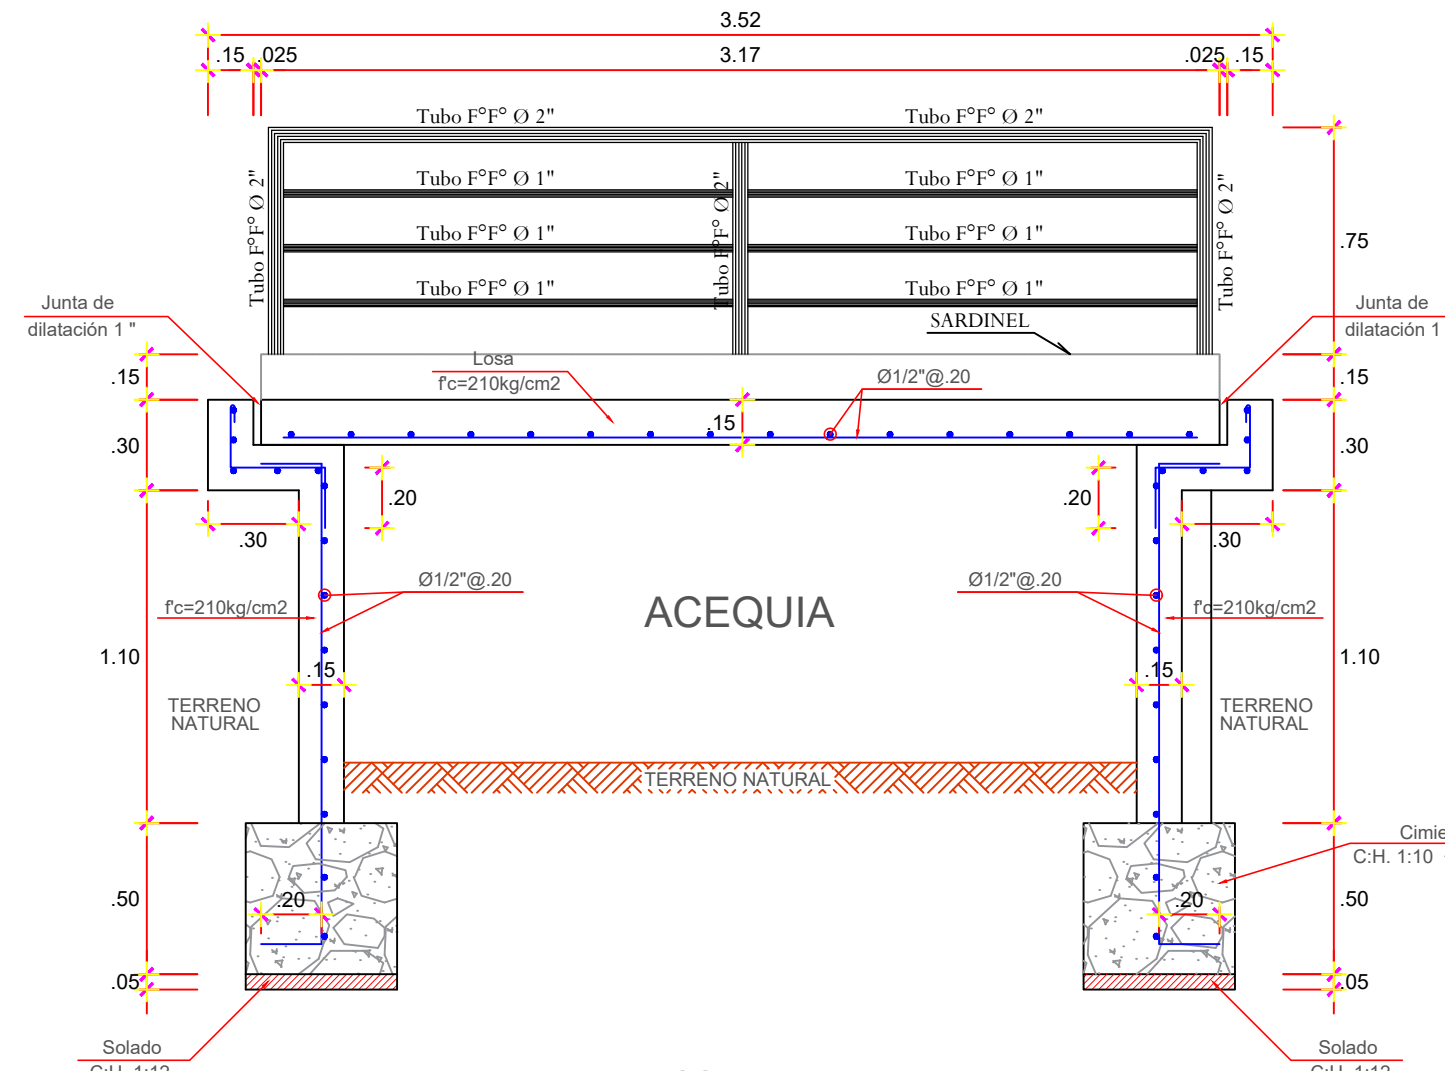 3.52
.15 .025 3.17 .025 .15
Tubo F°F° Ø 2" Tubo F°F° Ø 2"
Tubo F°F° Ø 2" Tubo F°F° Ø 2" Tubo F°F° Ø 2"
Tubo F°F° Ø 1" Tubo F°F° Ø 1"
Tubo F°F° Ø 1" Tubo F°F° Ø 1"
.75
Tubo F°F° Ø 1" Tubo F°F° Ø 1"
Junta de
dilatación 1 "
SARDINEL
Junta de
dilatación 1
Losa
f'c=210kg/cm2
Ø1/2"@.20
.15 .15
.15
.30 .30
.20 .20
.30 .30
Ø1/2"@.20 Ø1/2"@.20
f'c=210kg/cm2 f'c=210kg/cm2
ACEQUIA
1.10 .15 .15 1.10
TERRENO
NATURAL
TERRENO
NATURAL
TERRENO NATURAL
Cimie
C:H. 1:10
.50 .20 .20 .50
.05 .05
Solado
C:H. 1:12
Solado
C:H. 1:12